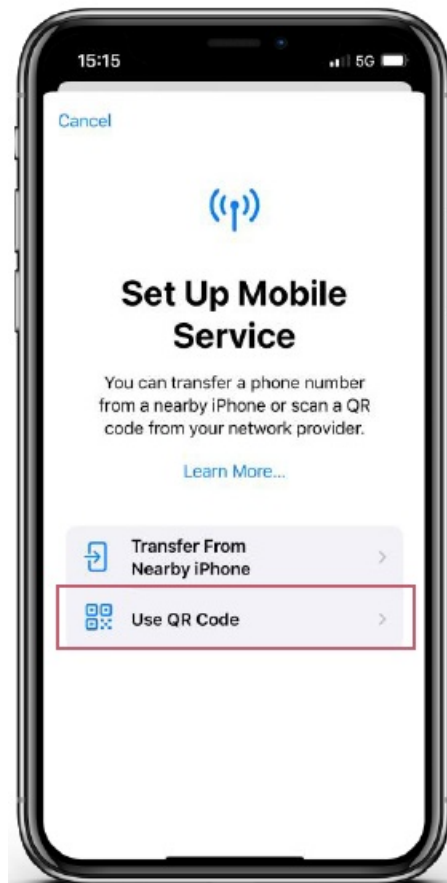 15:15
5G
Cancel
Set Up Mobile
Service
You can transfer a phone number
from a nearby iPhone or scan a QR
code from your network provider.
Learn More...
Transfer From
Nearby iPhone
Use QR Code